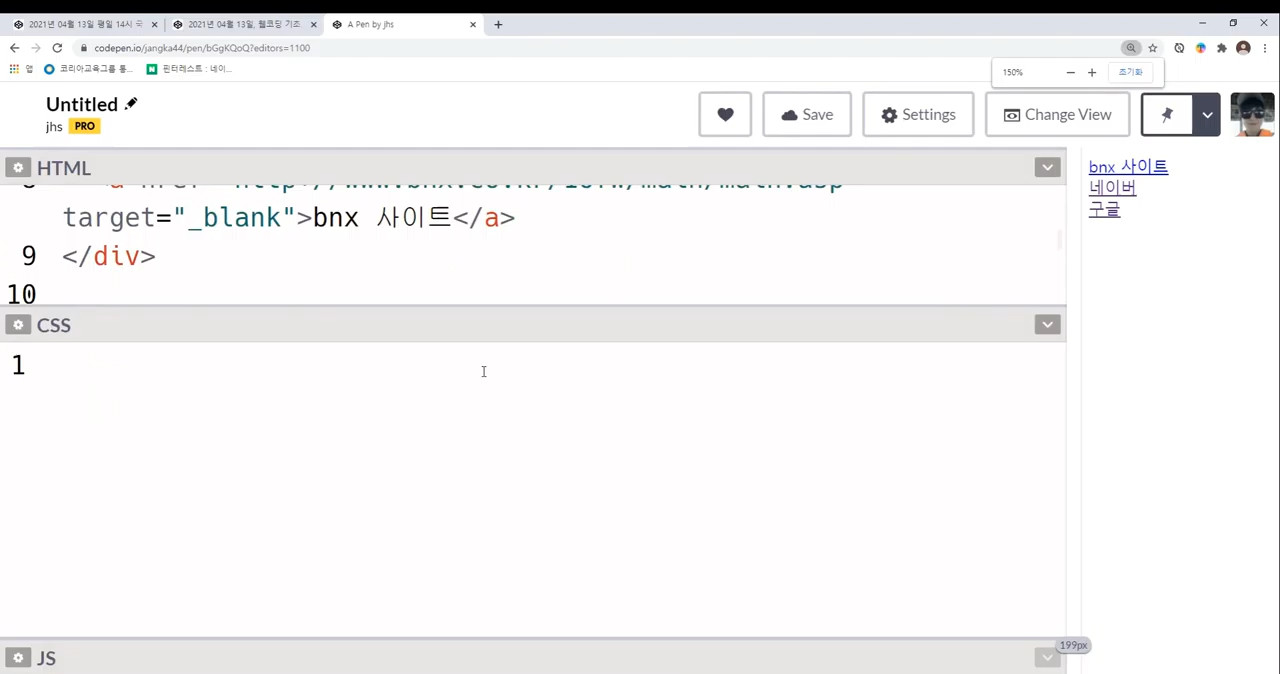 2021년 04월 13일 평일 14시 국
2021년 04월 13일, 웹코딩 기초
A Pen by jhs
codepen.io/jangka44/pen/bGgKQoQ?editors=1100
앱
코리아교육그룹 통...
핀터레스트 : 네이...
150%
초기화
Untitled
jhs PRO
Save
Settings
Change View
HTML
target="_blank">bnx 사이트</a>
9 </div>
10
CSS
1
JS
199px
bnx 사이트
네이버
구글